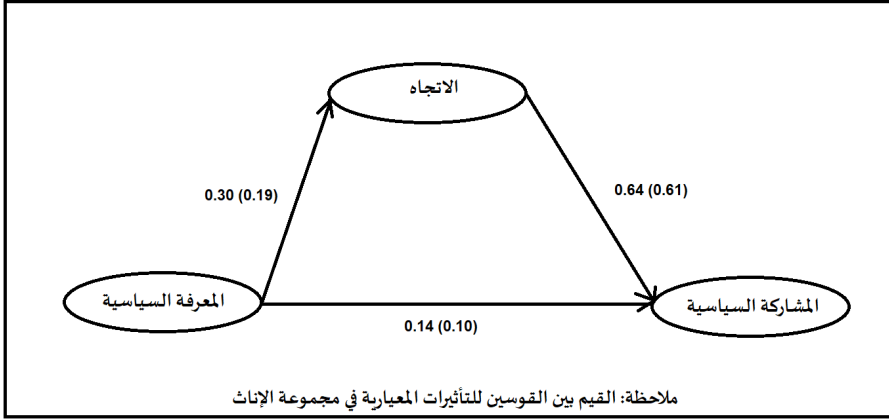 الاتجاه
0.30 (0.19)
0.64 (0.61)
المعرفة السياسية
المشاركة السياسية
0.14 (0.10)
ملاحظة: القيم بين القوسين للتأثيرات المعيارية في مجموعة الإناث